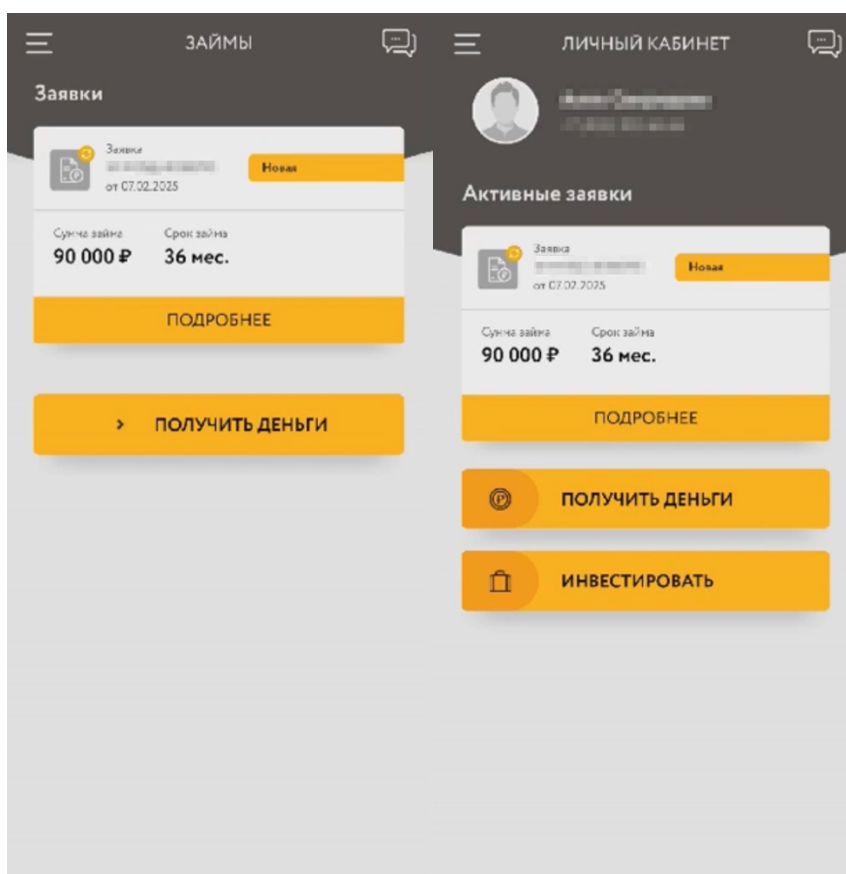 ЗАЙМЫ
Заявки
Заявка
Новая
от 07.02.2025
Сумма займа
Срок займа
90 000 ₽
36 мес.
ПОДРОБНЕЕ
> ПОЛУЧИТЬ ДЕНЬГИ
ЛИЧНЫЙ КАБИНЕТ
Активные заявки
Заявка
Новая
от 07.02.2025
Сумма займа
Срок займа
90 000 ₽
36 мес.
ПОДРОБНЕЕ
ПОЛУЧИТЬ ДЕНЬГИ
ИНВЕСТИРОВАТЬ